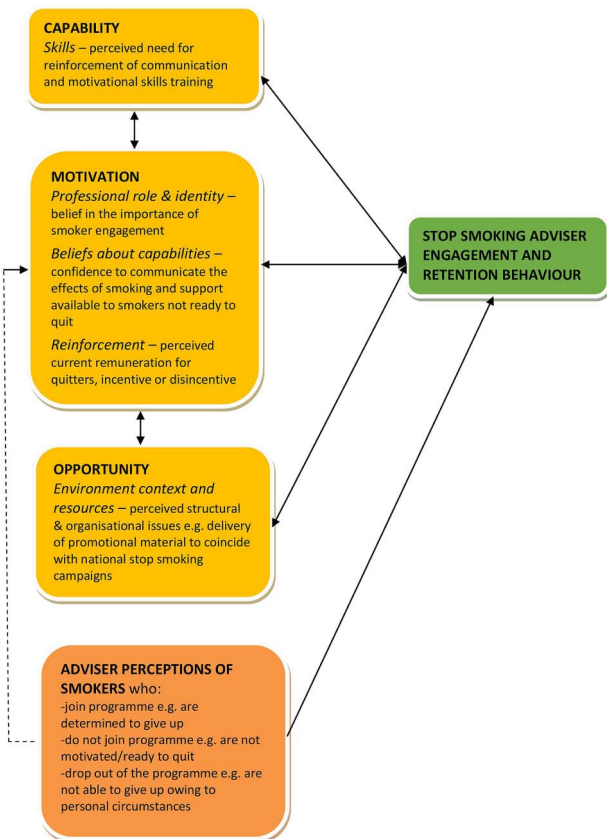 CAPABILITY
Skills – perceived need for
reinforcement of communication
and motivational skills training
MOTIVATION
Professional role & identity –
belief in the importance of
smoker engagement
Beliefs about capabilities –
confidence to communicate the
effects of smoking and support
available to smokers not ready to
quit
Reinforcement – perceived
current remuneration for
quitters, incentive or disincentive
STOP SMOKING ADVISER
ENGAGEMENT AND
RETENTION BEHAVIOUR
OPPORTUNITY
Environment context and
resources – perceived structural
& organisational issues e.g. delivery
of promotional material to coincide
with national stop smoking
campaigns
ADVISER PERCEPTIONS OF
SMOKERS who:
-join programme e.g. are
determined to give up
-do not join programme e.g. are not
motivated/ready to quit
-drop out of the programme e.g. are
not able to give up owing to
personal circumstances